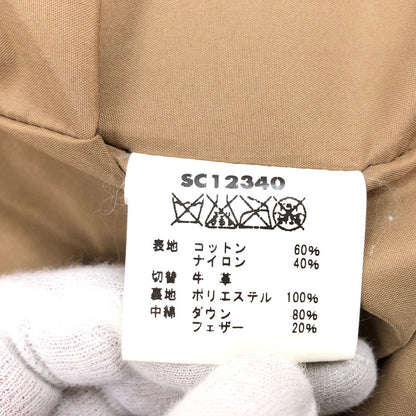 SC12340
表地 コットン 60%
ナイロン 40%
切替 牛革
裏地 ポリエステル 100%
中綿 ダウン 80%
フェザー 20%